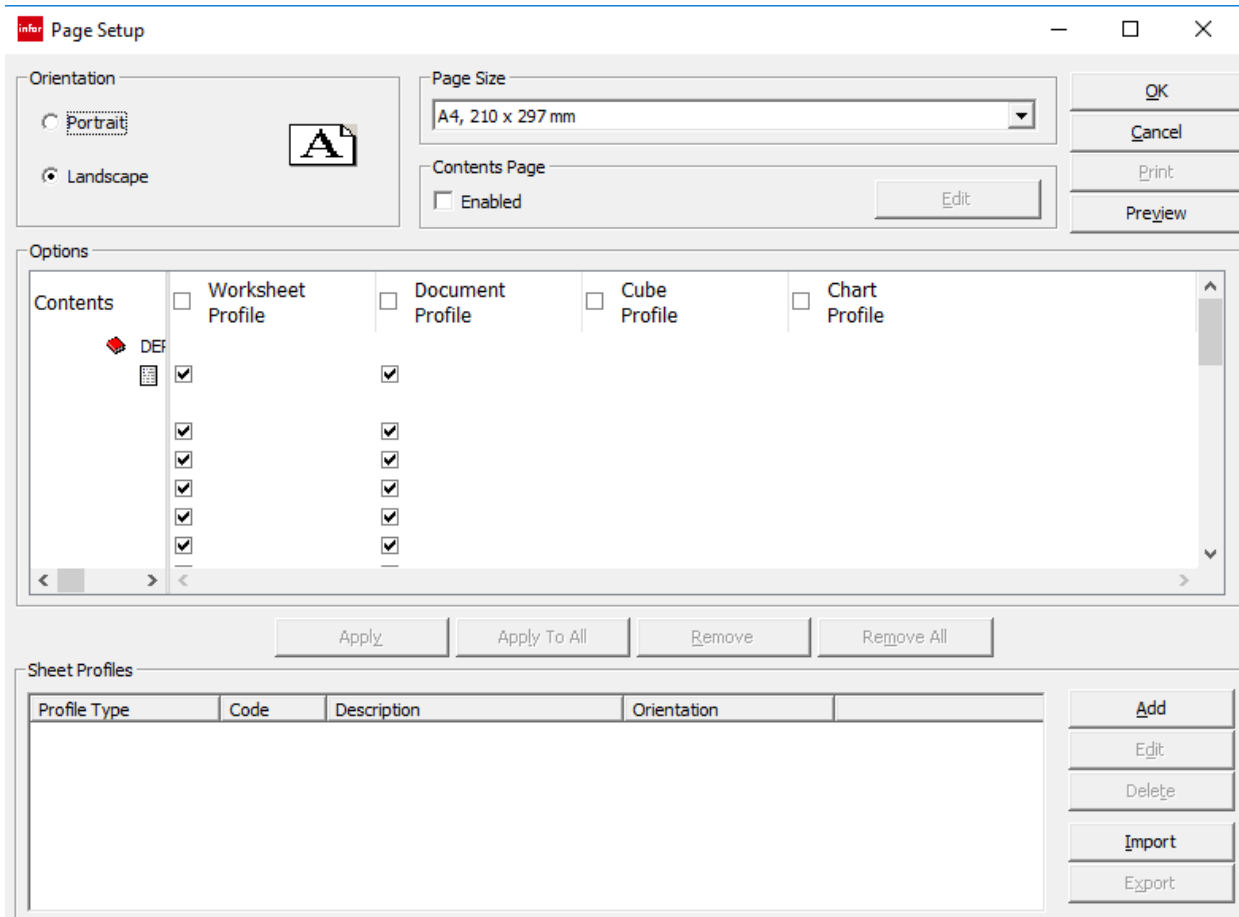 infor Page Setup
Orientation
Portrait
Landscape
A
Page Size
A4, 210 x 297 mm
Contents Page
Enabled
Edit
OK
Cancel
Print
Preview
Options
Contents
Worksheet
Profile
Document
Profile
Cube
Profile
Chart
Profile
DEF
Apply
Apply To All
Remove
Remove All
Sheet Profiles
Profile Type Code Description Orientation
Add
Edit
Delete
Import
Export